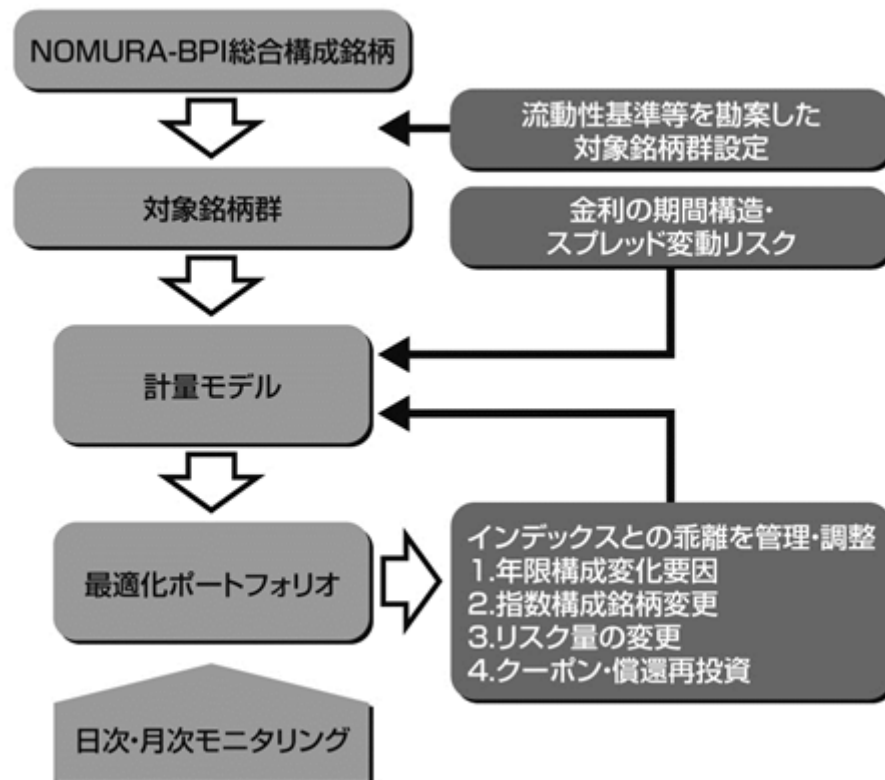 NOMURA-BPI総合構成銘柄
流動性基準等を勘案した
対象銘柄群設定
対象銘柄群
金利の期間構造・
スプレッド変動リスク
計量モデル
最適化ポートフォリオ
インデックスとの乖離を管理・調整
1.年限構成変化要因
2.指数構成銘柄変更
3.リスク量の変更
4.クーポン・償還再投資
日次・月次モニタリング